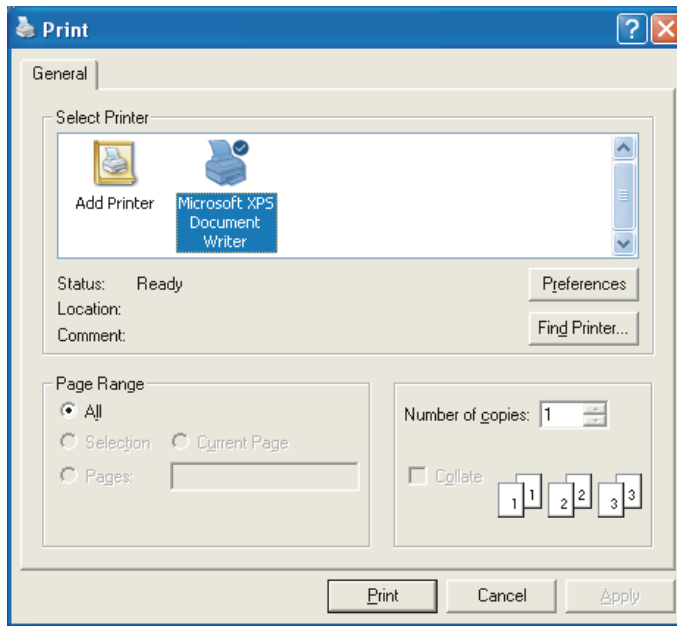 Print
General
Select Printer
Add Printer
Microsoft XPS
Document
Writer
Status: Ready
Location:
Comment:
Preferences
Find Printer...
Page Range
All
Selection Current Page
Pages:
Number of copies: 1
Collate
1 1 2 2 3 3
Print Cancel Apply